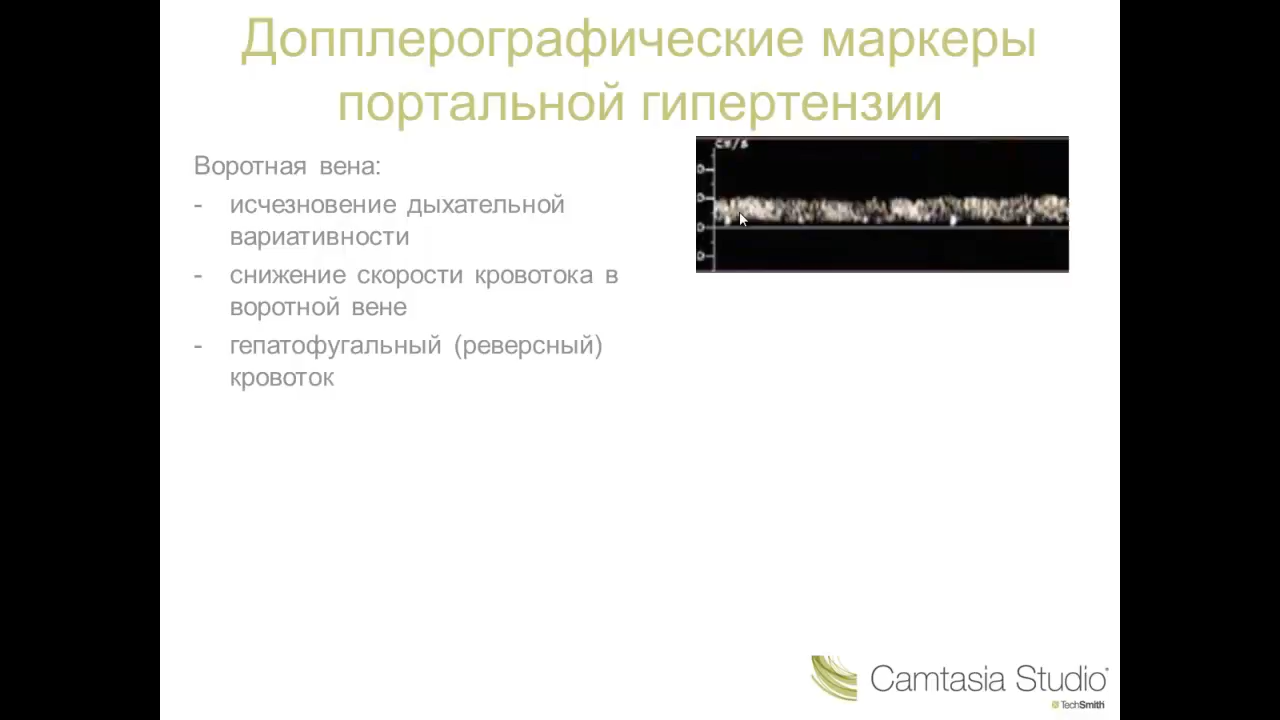 Допплерографические маркеры
портальной гипертензии
Воротная вена:
- исчезновение дыхательной
вариативности
- снижение скорости кровотока в
воротной вене
- гепатофугальный (реверсный)
кровоток
см/s
Camtasia Studio
TechSmith